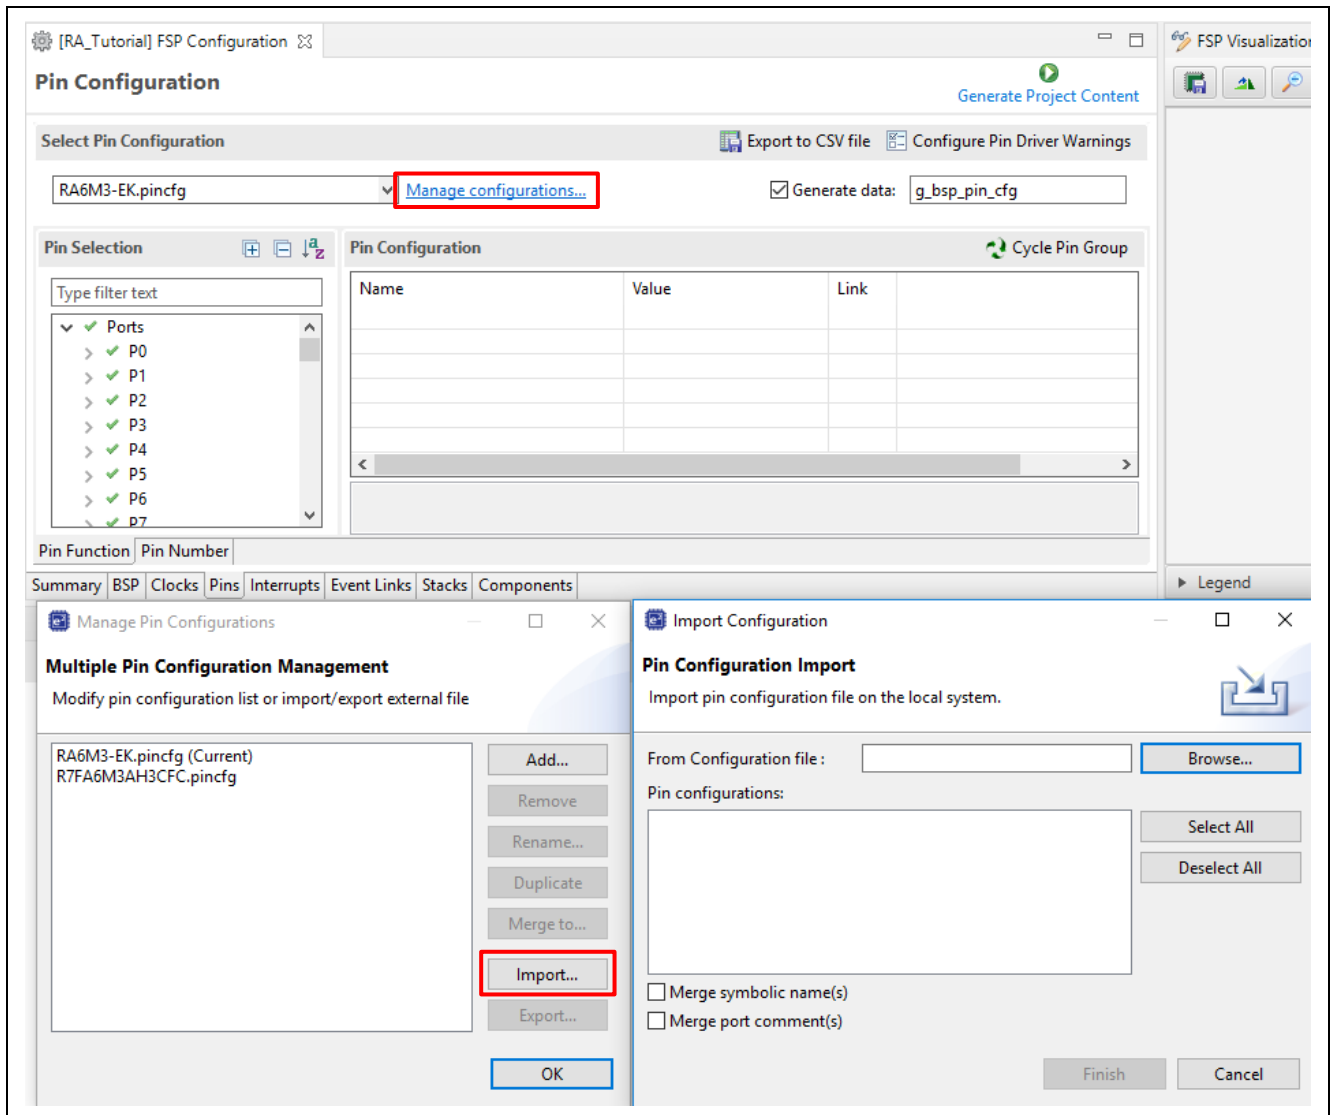 [RA_Tutorial] FSP Configuration
FSP Visualization
Pin Configuration
Generate Project Content
Select Pin Configuration
Export to CSV file
Configure Pin Driver Warnings
RA6M3-EK.pincfg
Manage configurations...
Generate data:
g_bsp_pin_cfg
Pin Selection
Pin Configuration
Cycle Pin Group
Type filter text
Name Value Link
Ports
P0
P1
P2
P3
P4
P5
P6
P7
Pin Function Pin Number
Summary BSP Clocks Pins Interrupts Event Links Stacks Components
Legend
Manage Pin Configurations
Multiple Pin Configuration Management
Modify pin configuration list or import/export external file
RA6M3-EK.pincfg (Current)
R7FA6M3AH3CFC.pincfg
Add...
Remove
Rename...
Duplicate
Merge to...
Import...
Export...
OK
Import Configuration
Pin Configuration Import
Import pin configuration file on the local system.
From Configuration file :
Browse...
Pin configurations:
Select All
Deselect All
Merge symbolic name(s)
Merge port comment(s)
Finish
Cancel